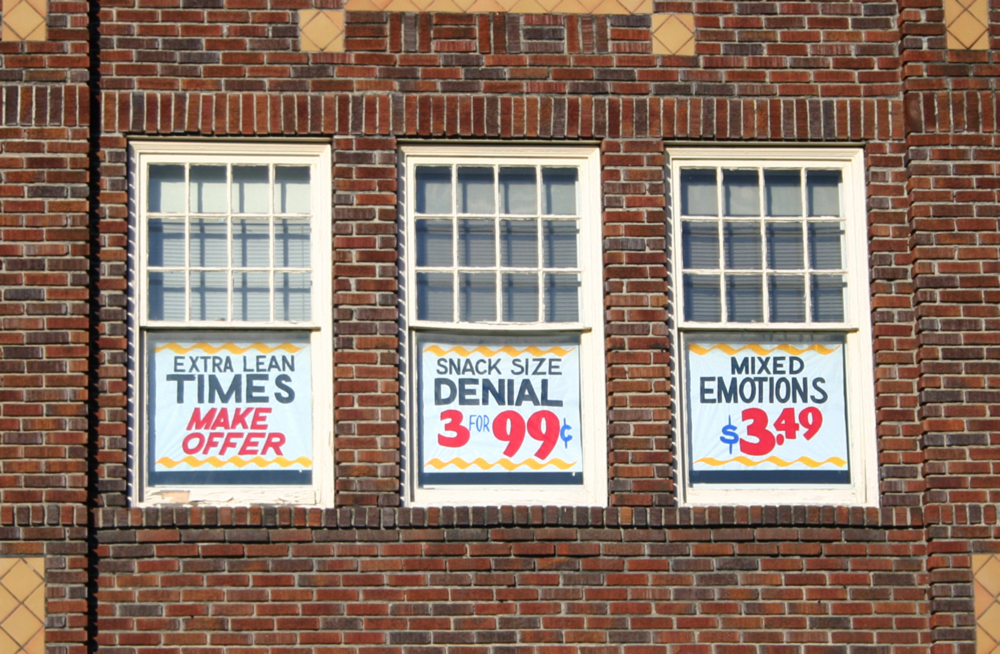 EXTRA LEAN
TIMES
MAKE
OFFER
SNACK SIZE
DENIAL
3 FOR 99¢
MIXED
EMOTIONS
$3.49